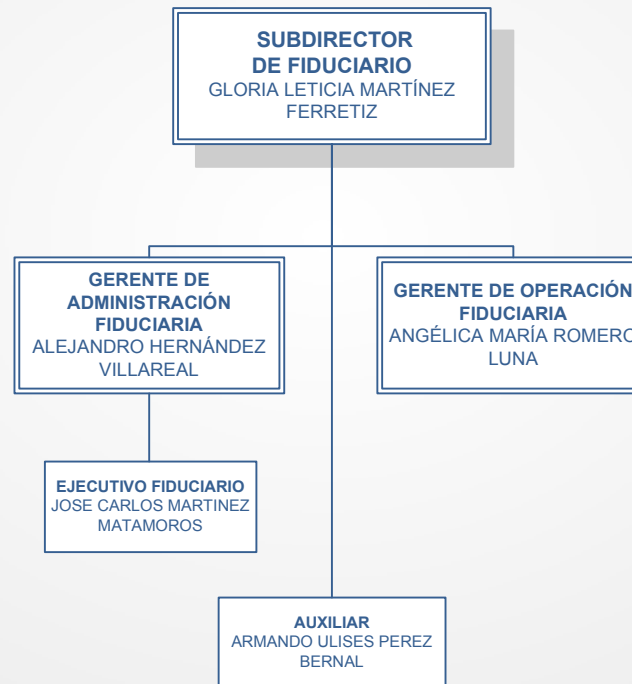 SUBDIRECTOR
DE FIDUCIARIO
GLORIA LETICIA MARTÍNEZ
FERRETIZ
GERENTE DE
ADMINISTRACIÓN
FIDUCIARIA
ALEJANDRO HERNÁNDEZ
VILLAREAL
GERENTE DE OPERACIÓN
FIDUCIARIA
ANGÉLICA MARÍA ROMERO
LUNA
EJECUTIVO FIDUCIARIO
JOSE CARLOS MARTINEZ
MATAMOROS
AUXILIAR
ARMANDO ULISES PEREZ
BERNAL